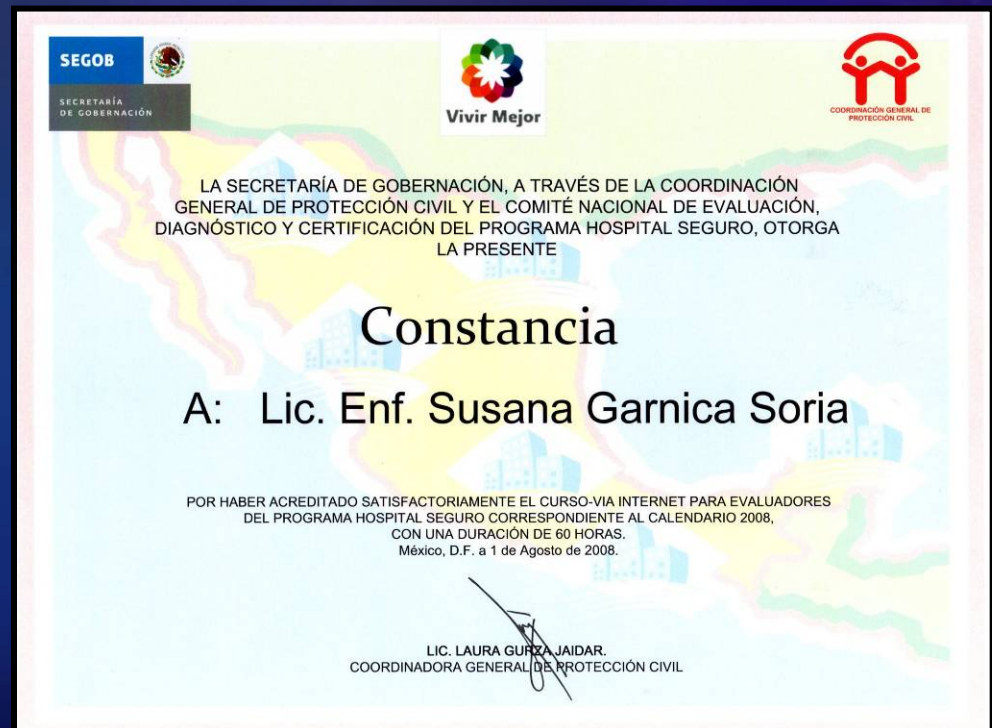 SEGOB
SECRETARÍA
DE GOBERNACIÓN
Vivir Mejor
COORDINACIÓN GENERAL DE
PROTECCIÓN CIVIL
LA SECRETARÍA DE GOBERNACIÓN, A TRAVÉS DE LA COORDINACIÓN
GENERAL DE PROTECCIÓN CIVIL Y EL COMITÉ NACIONAL DE EVALUACIÓN,
DIAGNÓSTICO Y CERTIFICACIÓN DEL PROGRAMA HOSPITAL SEGURO, OTORGA
LA PRESENTE
Constancia
A: Lic. Enf. Susana Garnica Soria
POR HABER ACREDITADO SATISFACTORIAMENTE EL CURSO-VIA INTERNET PARA EVALUADORES
DEL PROGRAMA HOSPITAL SEGURO CORRESPONDIENTE AL CALENDARIO 2008,
CON UNA DURACIÓN DE 60 HORAS.
México, D.F. a 1 de Agosto de 2008.
LIC. LAURA GURZA JAIDAR.
COORDINADORA GENERAL DE PROTECCIÓN CIVIL